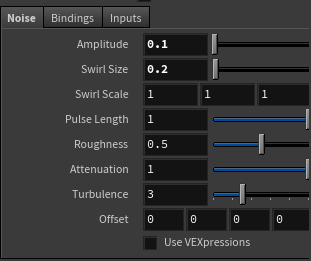 Noise Bindings Inputs
Amplitude 0.1
Swirl Size 0.2
Swirl Scale 1 1 1
Pulse Length 1
Roughness 0.5
Attenuation 1
Turbulence 3
Offset 0 0 0 0
Use VEXpressions